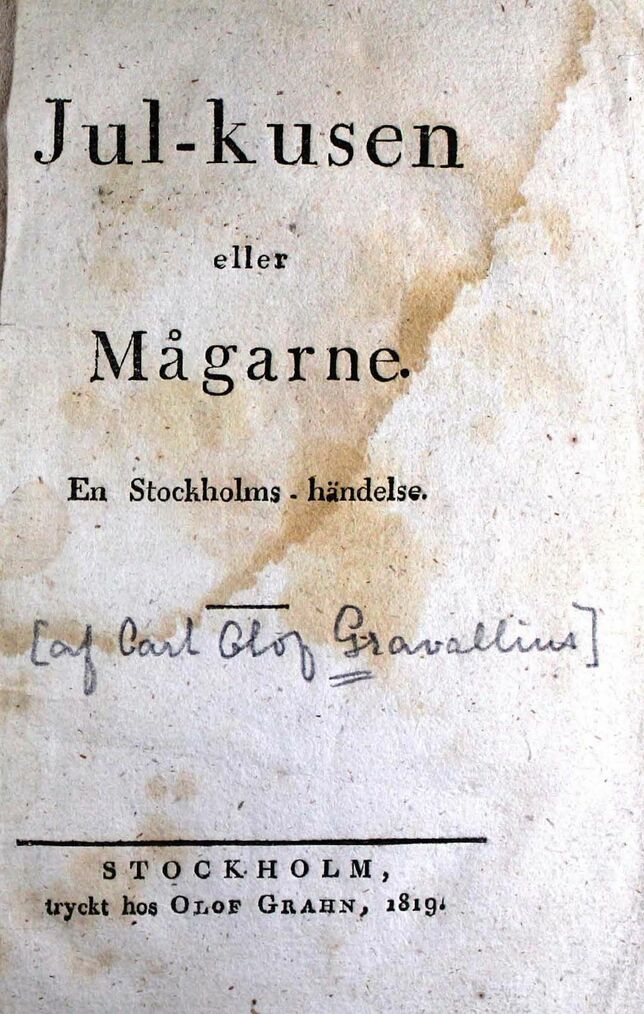 Jul-kusen
eller
Mågarne.
En Stockholms-händelse.
[af Carl Olof Gravallius]
STOCKHOLM,
tryckt hos OLOF GRAHN, 1819.